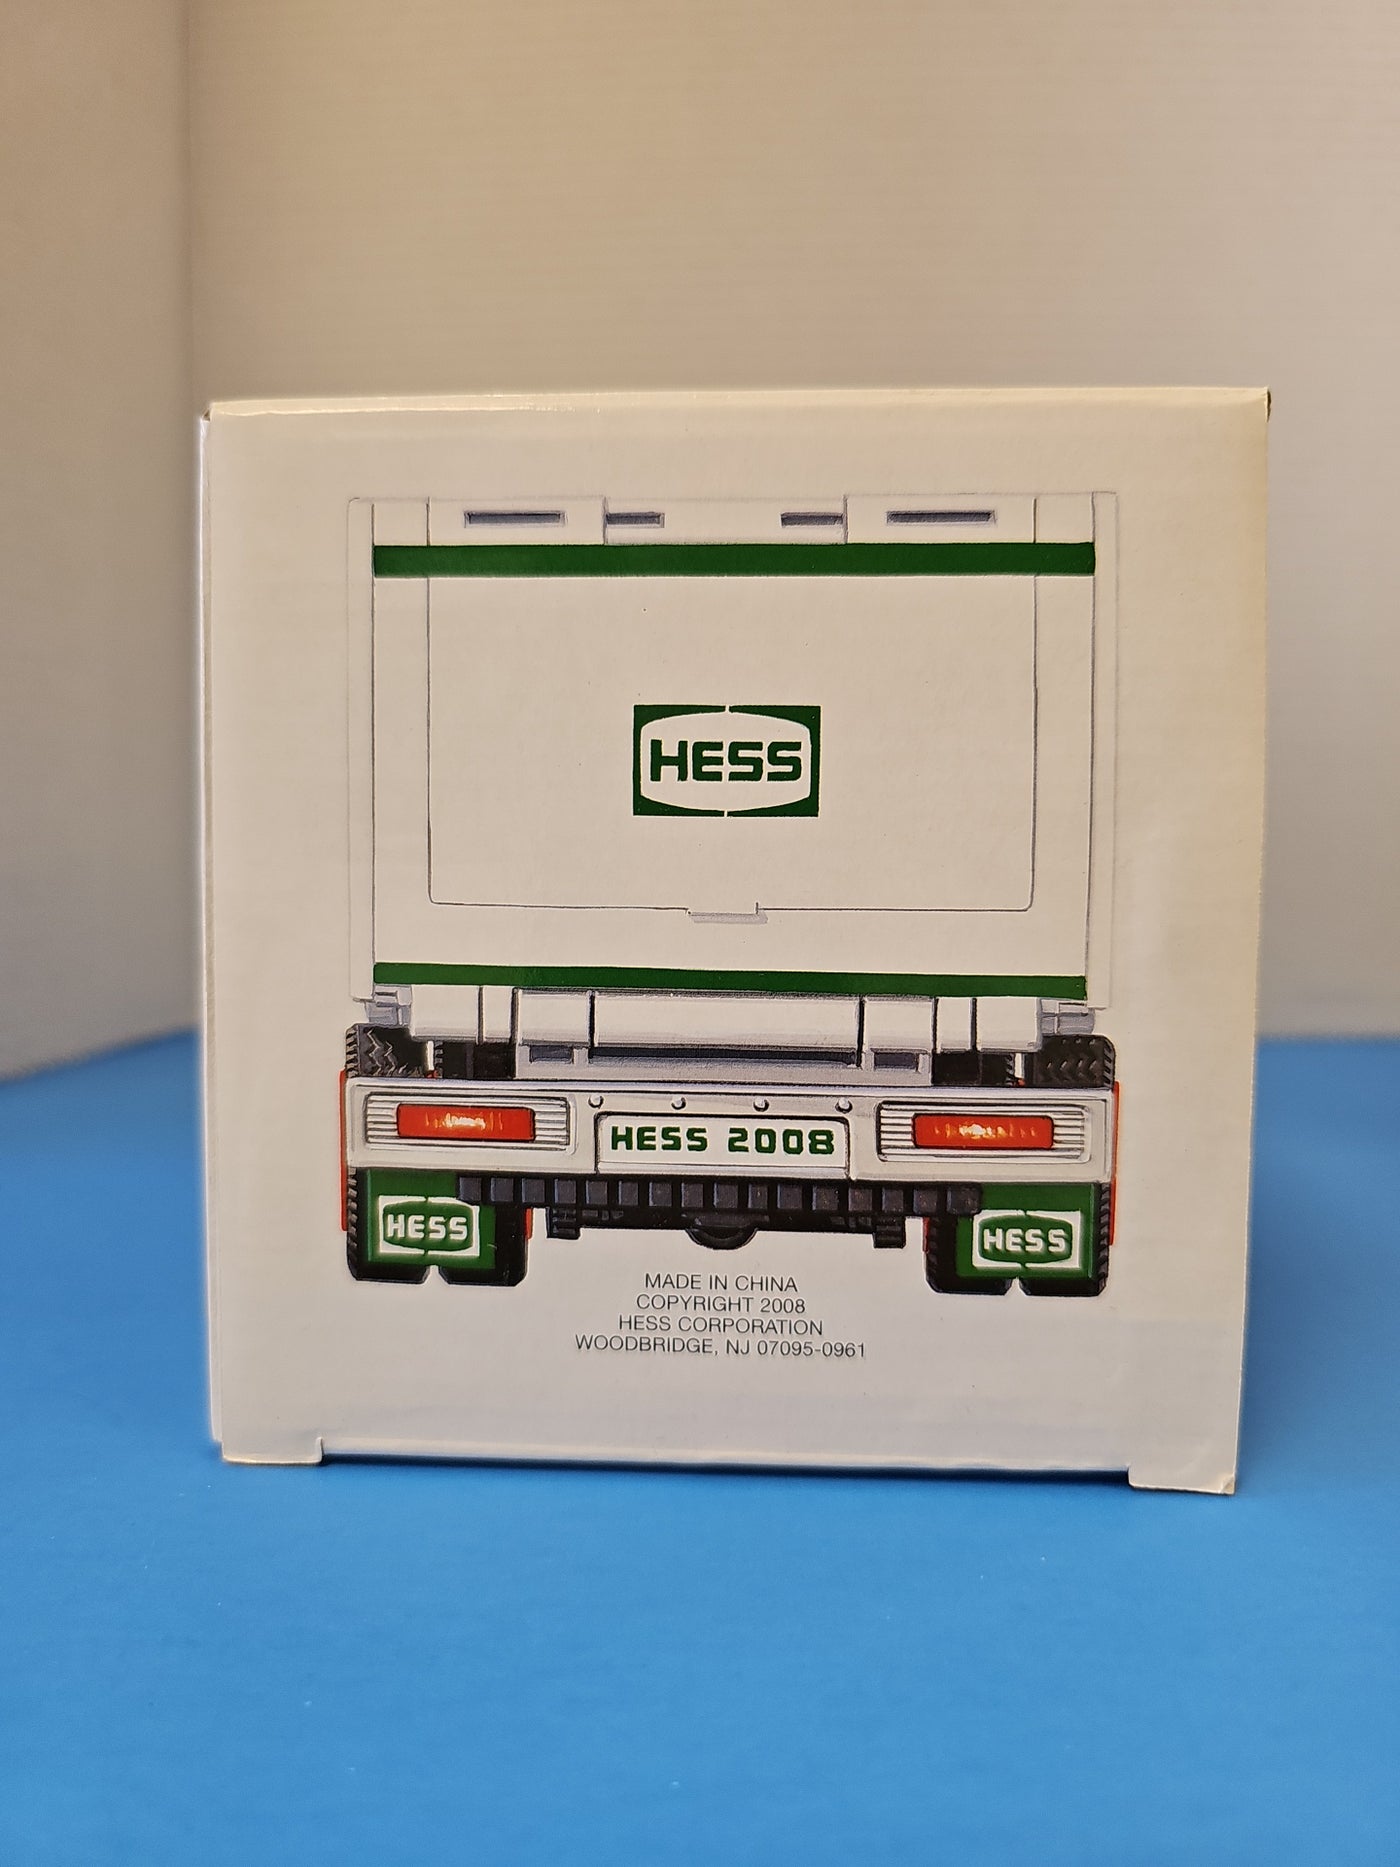 HESS
HESS 2008
HESS HESS
MADE IN CHINA
COPYRIGHT 2008
HESS CORPORATION
WOODBRIDGE, NJ 07095-0961